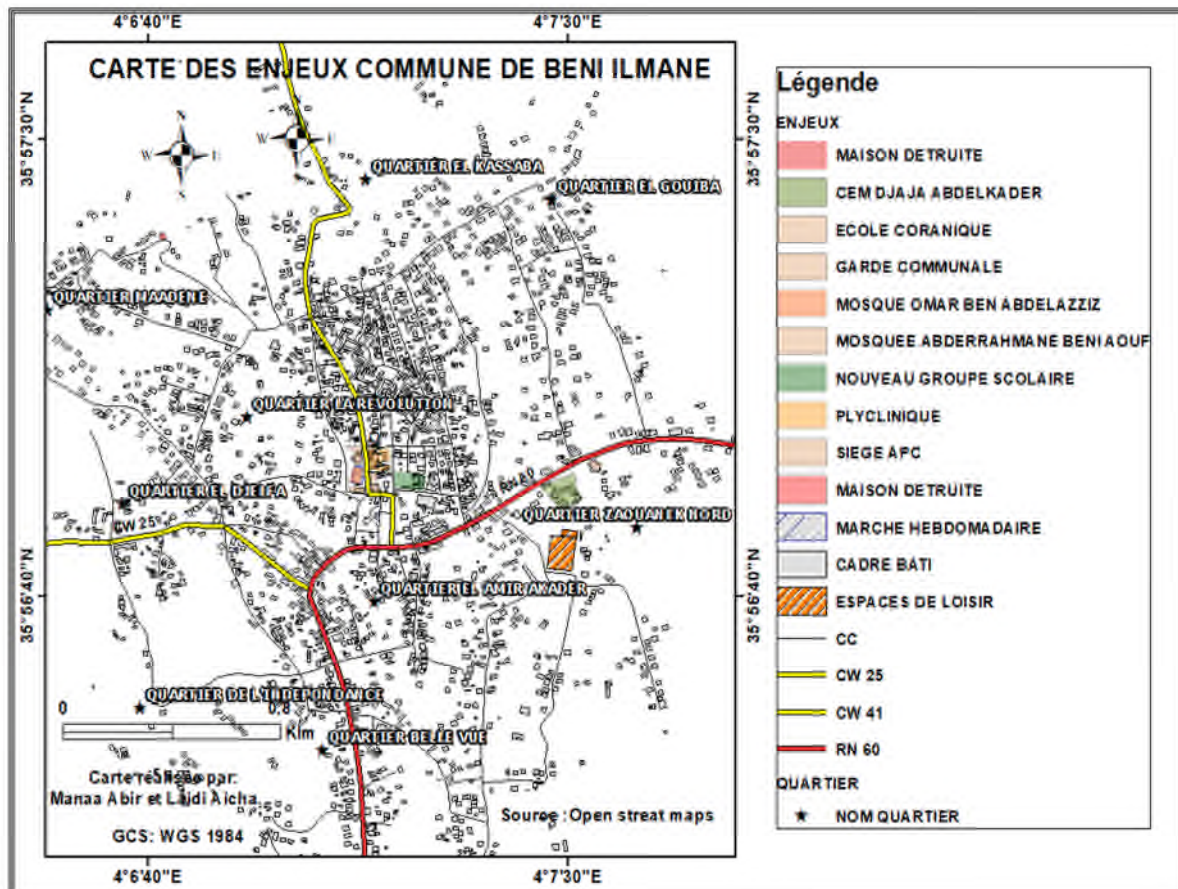 4°6'40"E
4°7'30"E
CARTE DES ENJEUX COMMUNE DE BENI ILMANE
35°57'30"N
35°57'30"N
N
W E
S
N
W E
S
QUARTIER EL KASSABA
QUARTIER EL GOUIBA
QUARTIER MAADENE
QUARTIER LA REVOLUTION
QUARTIER EL DJEIFA
CW 25
QUARTIER ZAOUANEK NORD
35°56'40"N
35°56'40"N
QUARTIER EL AMIR AKADER
QUARTIER DE L'INDEPONDANCE
0 0,8
Klm
QUARTIER BELLE VUE
Carte réalisée par:
Manaa Abir et Laidi Aicha
Source : Open streat maps
GCS: WGS 1984
4°6'40"E
4°7'30"E
Légende
ENJEUX
MAISON DETRUITE
CEM DJAJA ABDELKADER
ECOLE CORANIQUE
GARDE COMMUNALE
MOSQUE OMAR BEN ABDELAZZIZ
MOSQUEE ABDERRAHMANE BENI AOUF
NOUVEAU GROUPE SCOLAIRE
PLYCLINIQUE
SIEGE APC
MAISON DETRUITE
MARCHE HEBDOMADAIRE
CADRE BATI
ESPACES DE LOISIR
CC
CW 25
CW 41
RN 60
QUARTIER
NOM QUARTIER